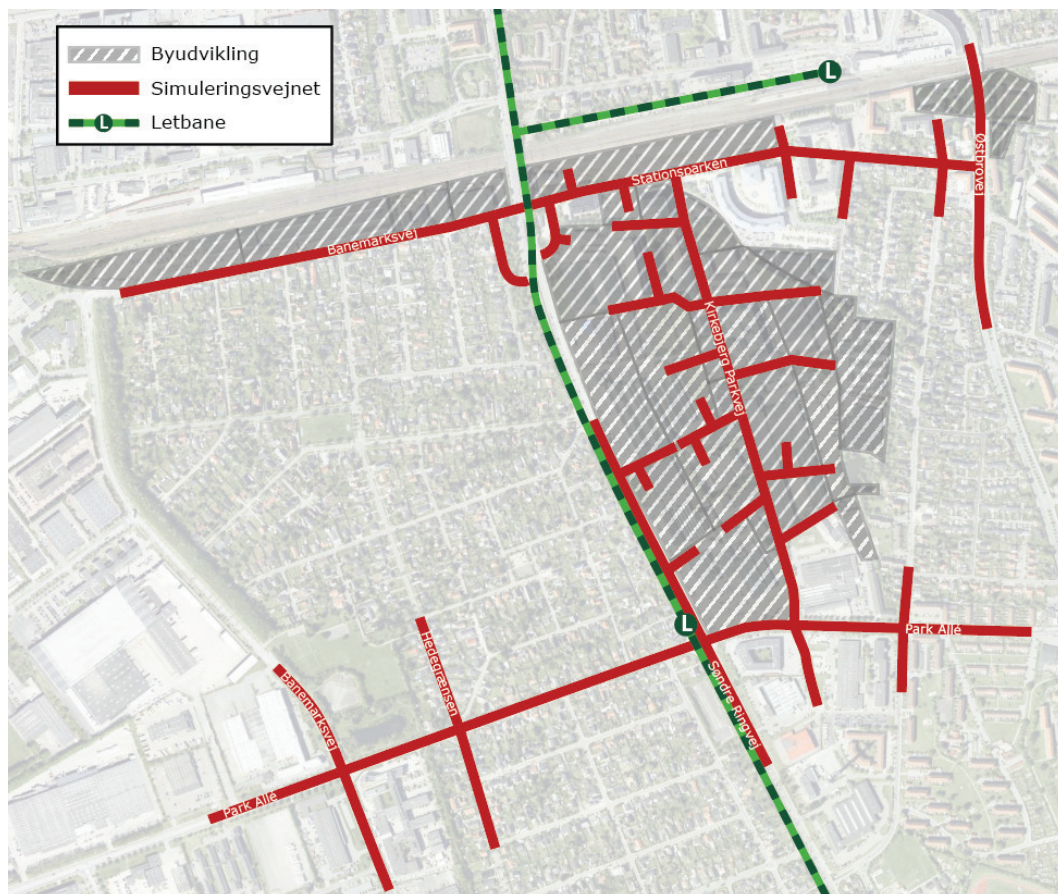 Byudvikling
Simuleringsvejnet
L
Letbane
L
Østbrovej
Stationsparken
Banemarksvej
Kirkebjerg Parkvej
L
Park Allé
Hedegrænsen
Søndre Ringvej
Banemarksvej
Park Allé